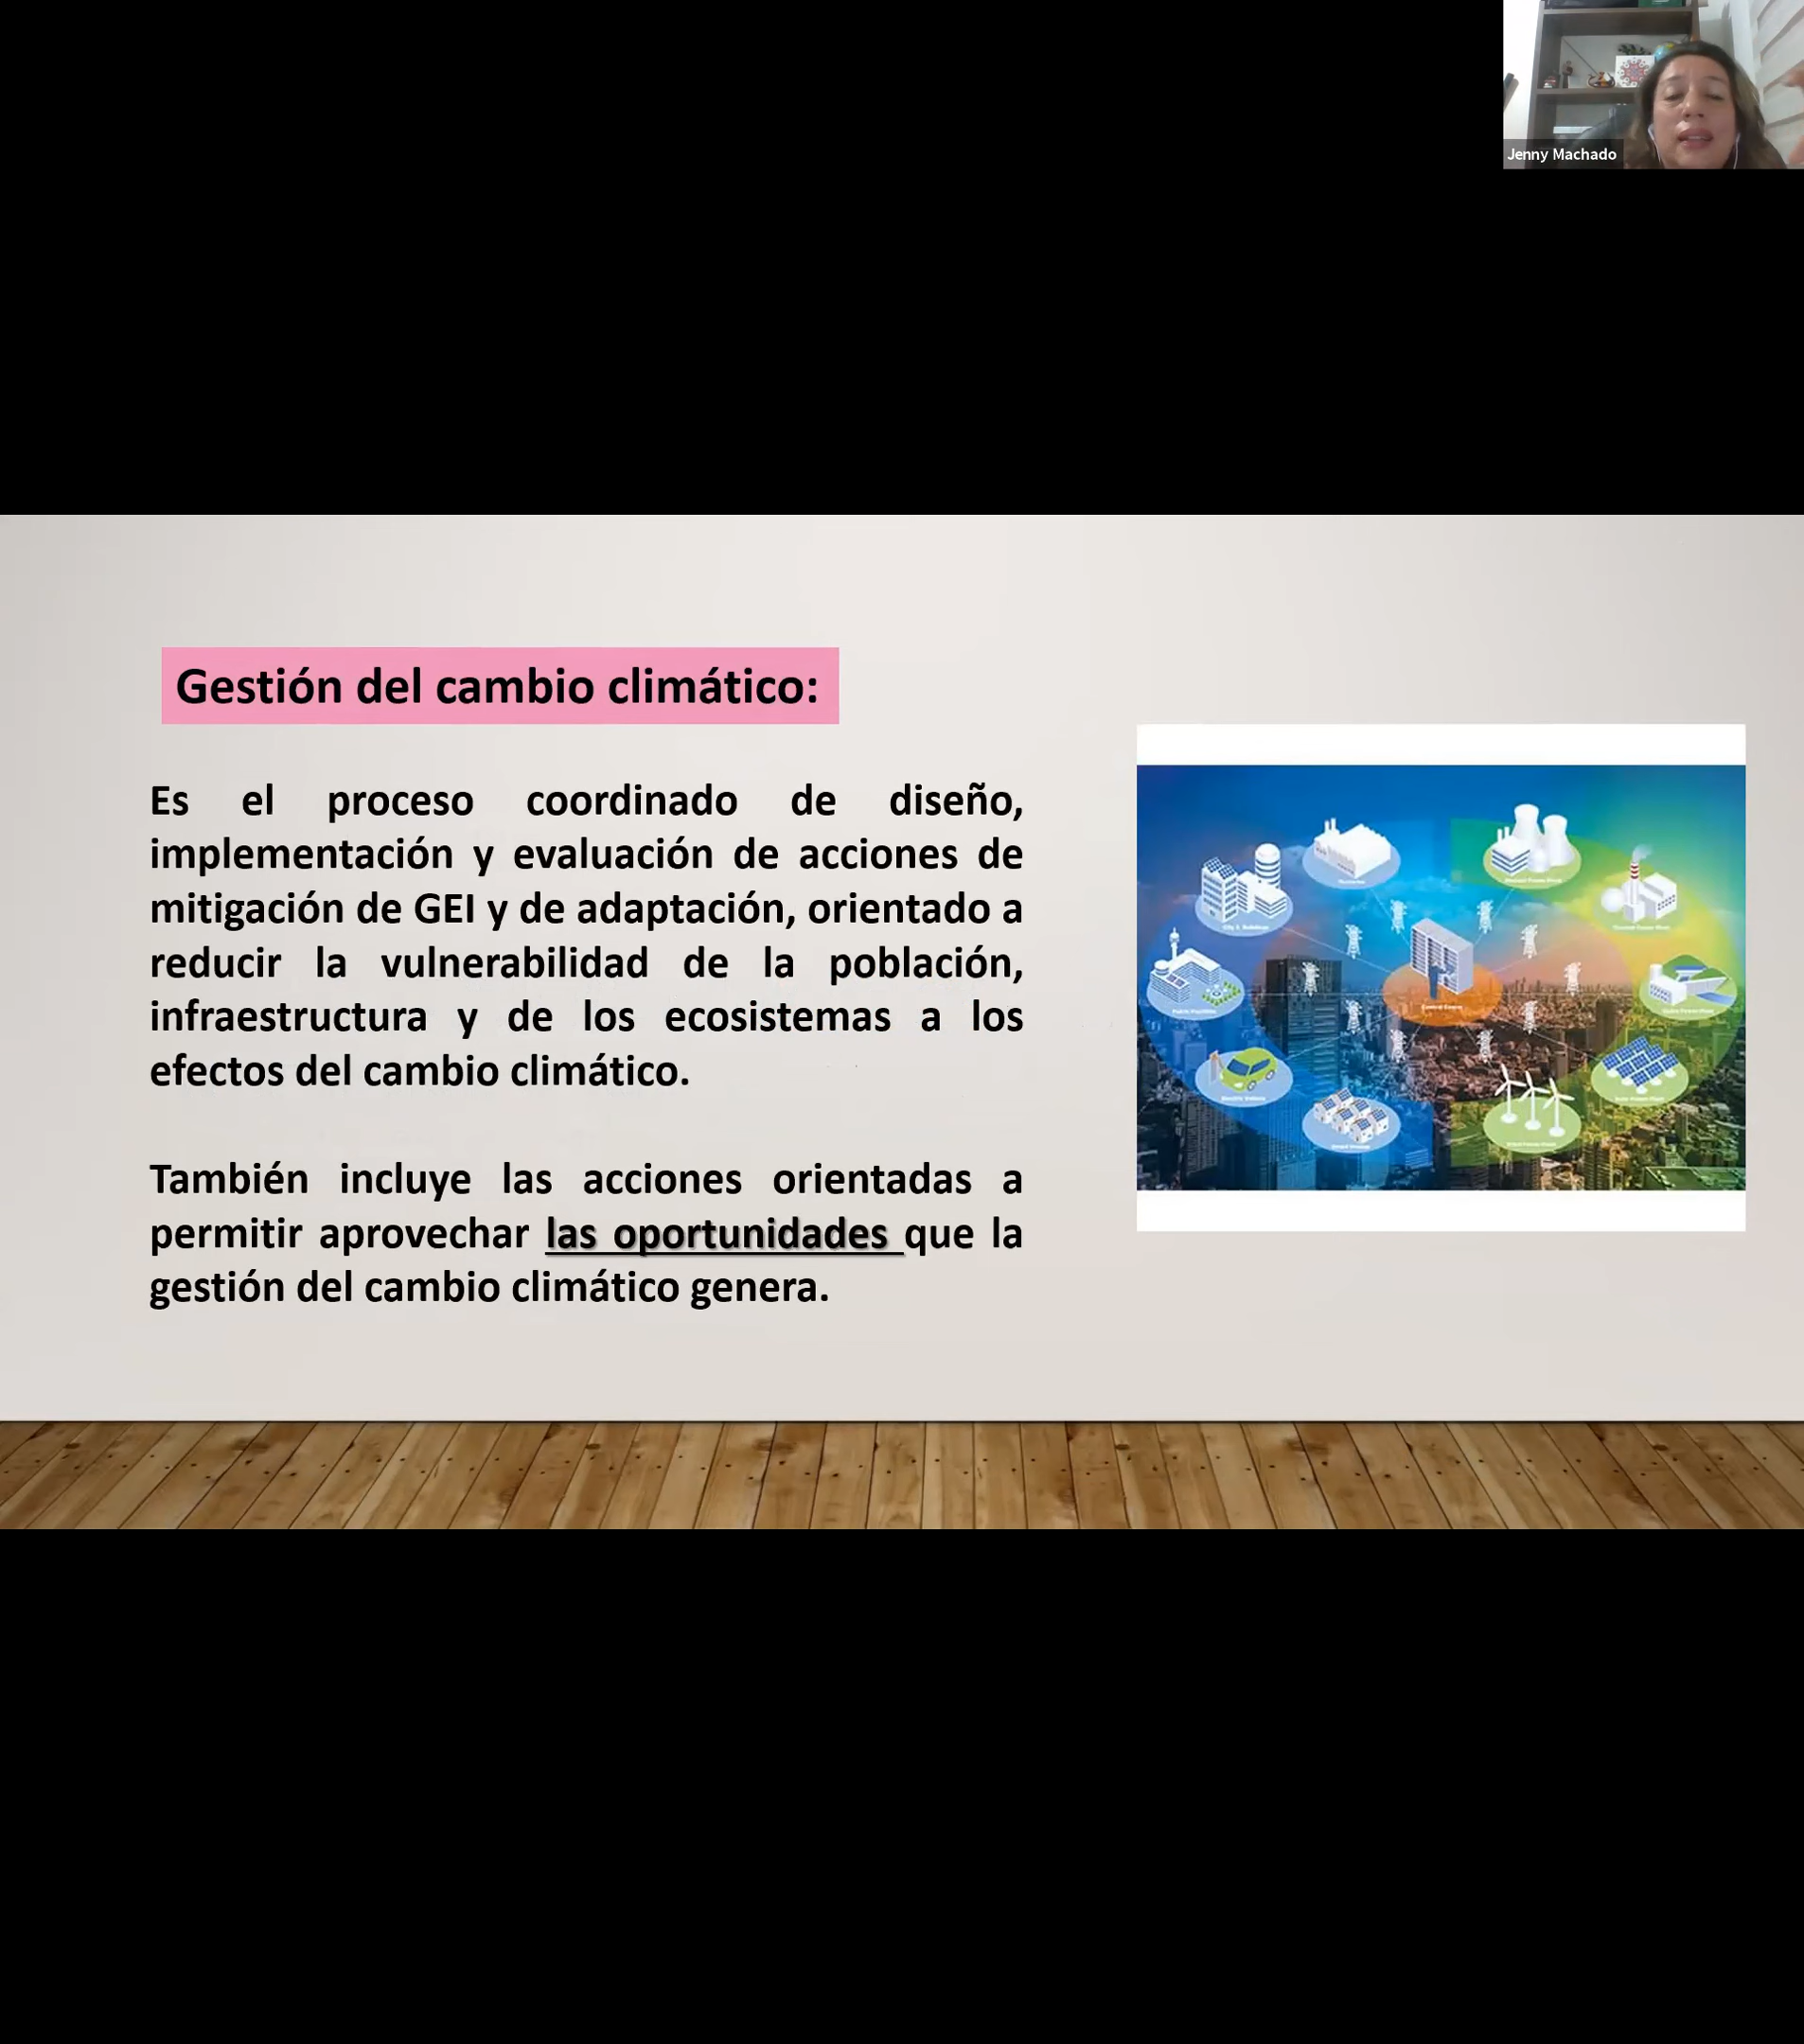 Jenny Machado
Gestión del cambio climático:
Es el proceso coordinado de diseño,
implementación y evaluación de acciones de
mitigación de GEI y de adaptación, orientado a
reducir la vulnerabilidad de la población,
infraestructura y de los ecosistemas a los
efectos del cambio climático.
También incluye las acciones orientadas a
permitir aprovechar las oportunidades que la
gestión del cambio climático genera.